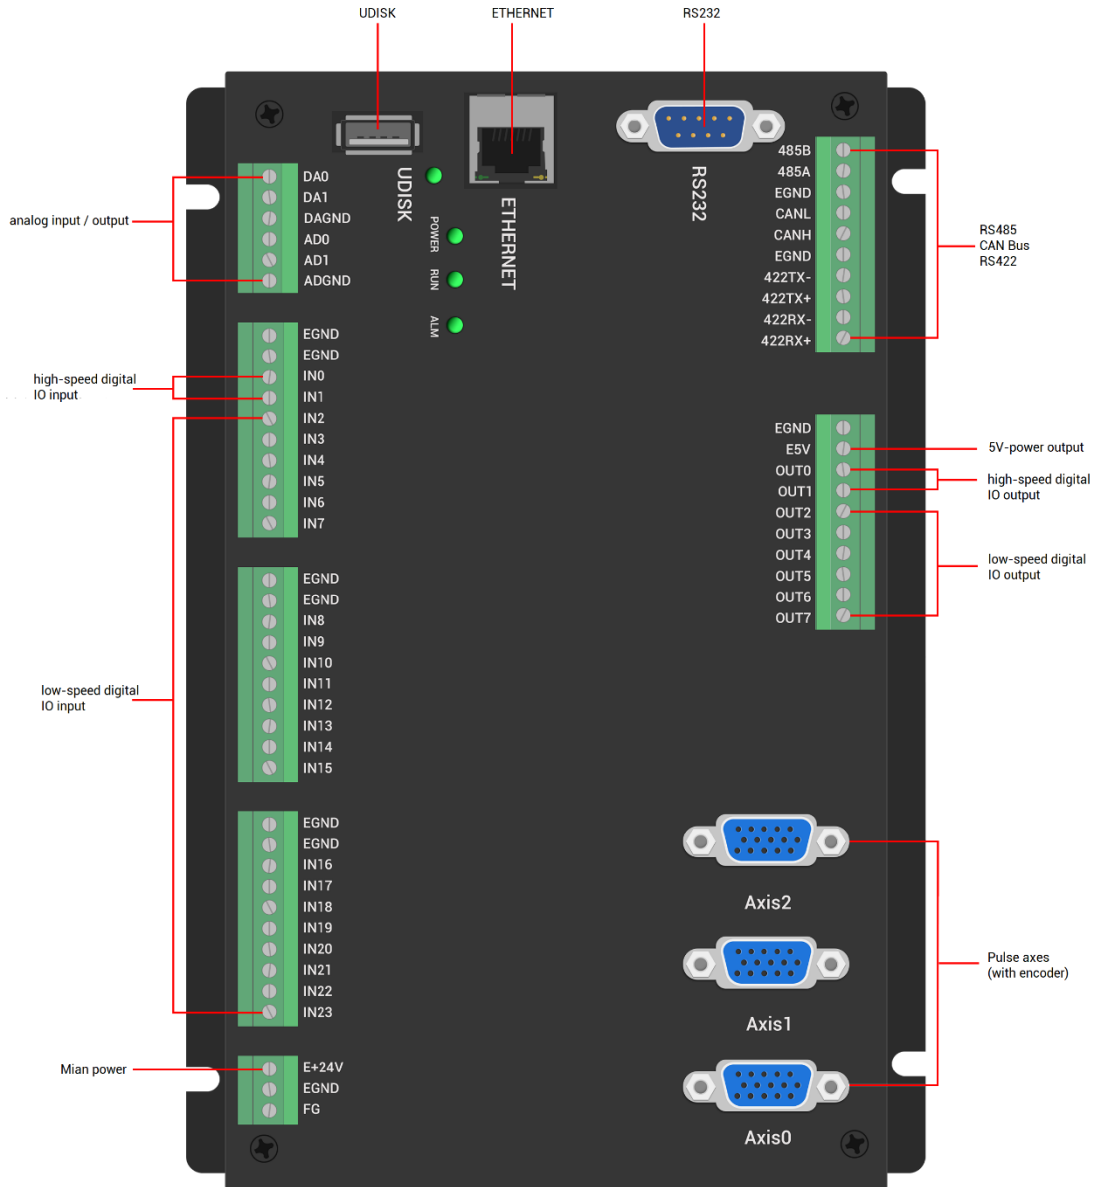 UDISK
ETHERNET
RS232
UDISK
ETHERNET
RS232
POWER
RUN
ALM
analog input / output
DA0
DA1
DAGND
AD0
AD1
ADGND
high-speed digital
IO input
EGND
EGND
IN0
IN1
IN2
IN3
IN4
IN5
IN6
IN7
low-speed digital
IO input
EGND
EGND
IN8
IN9
IN10
IN11
IN12
IN13
IN14
IN15
EGND
EGND
IN16
IN17
IN18
IN19
IN20
IN21
IN22
IN23
Mian power
E+24V
EGND
FG
485B
485A
EGND
CANL
CANH
EGND
422TX-
422TX+
422RX-
422RX+
RS485
CAN Bus
RS422
EGND
E5V
OUT0
OUT1
OUT2
OUT3
OUT4
OUT5
OUT6
OUT7
5V-power output
high-speed digital
IO output
low-speed digital
IO output
Axis2
Axis1
Axis0
Pulse axes
(with encoder)